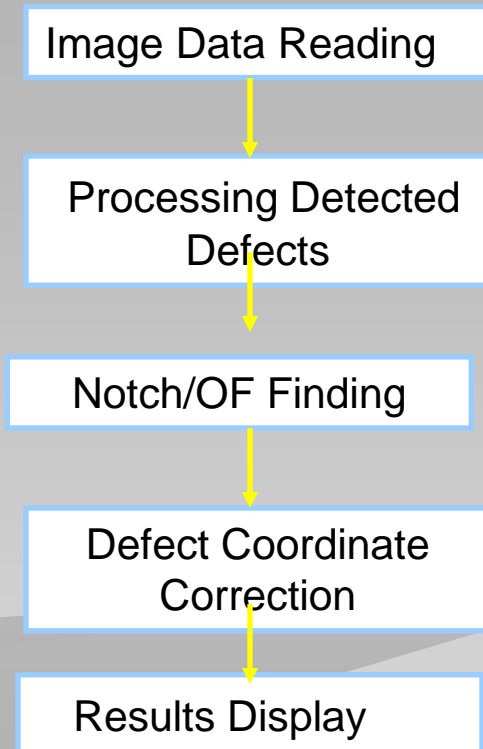 Image Data Reading
Processing Detected
Defects
Notch/OF Finding
Defect Coordinate
Correction
Results Display